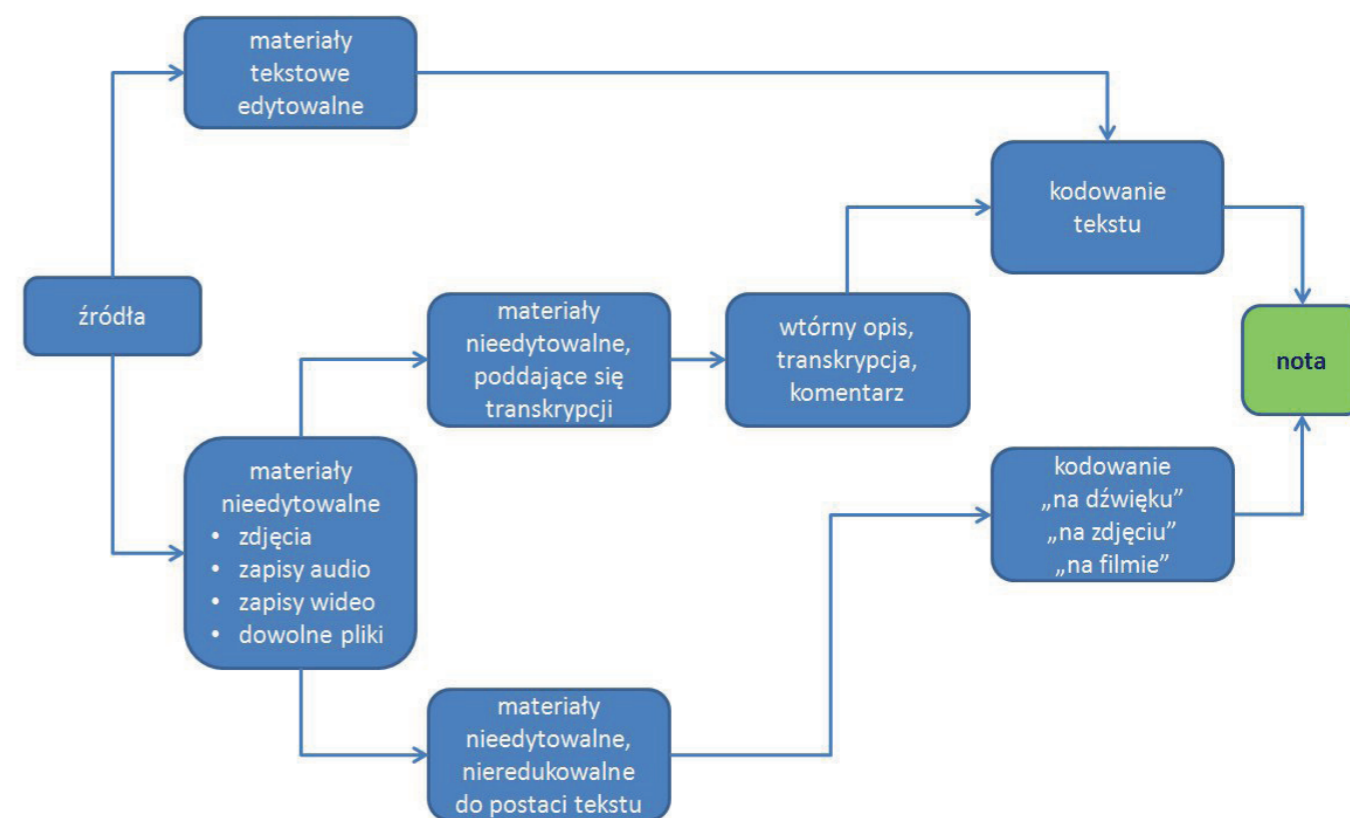 materiały
tekstowe
edytowalne
kodowanie
tekstu
źródła
materiały
nieedytowalne,
poddające się
transkrypcji
wtórny opis,
transkrypcja,
komentarz
nota
materiały
nieedytowalne
• zdjęcia
• zapisy audio
• zapisy wideo
• dowolne pliki
kodowanie
„na dźwięku”
„na zdjęciu”
„na filmie”
materiały
nieedytowalne,
nieredukowalne
do postaci tekstu